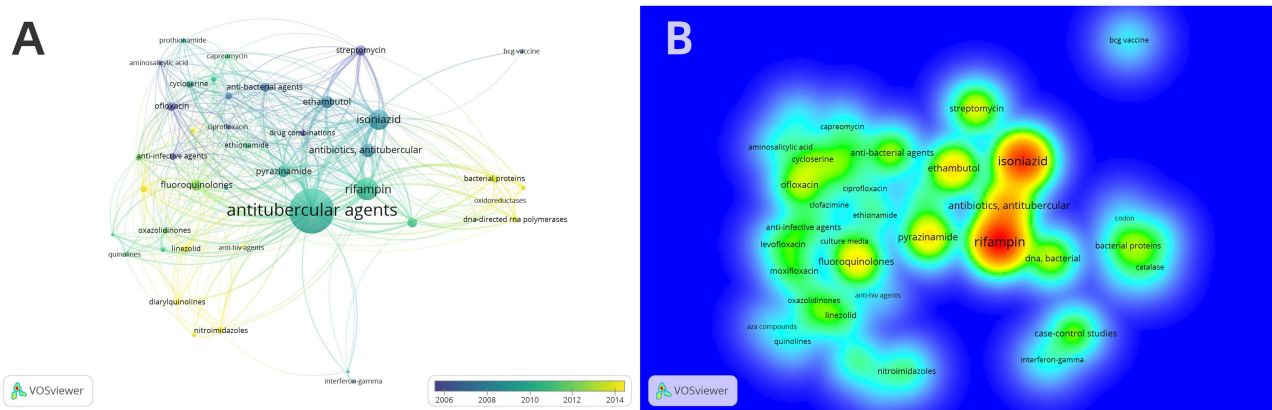 A
prothionamide
streptomycin
bcg vaccine
capreomycin
aminosalicylic acid
cycloserine
anti-bacterial agents
ethambutol
ofloxacin
isoniazid
ciprofloxacin
drug combinations
ethionamide
antibiotics, antitubercular
anti-infective agents
pyrazinamide
bacterial proteins
fluoroquinolones
rifampin
oxidoreductases
antitubercular agents
dna-directed rna polymerases
oxazolidinones
linezolid
anti-hiv agents
quinolines
diarylquinolines
nitroimidazoles
interferon-gamma
VOSviewer
2006 2008 2010 2012 2014
B
bcg vaccine
streptomycin
capreomycin
aminosalicylic acid
anti-bacterial agents
cycloserine
isoniazid
ethambutol
ofloxacin
ciprofloxacin
clofazimine
antibiotics, antitubercular
ethionamide
codon
anti-infective agents
pyrazinamide
culture media
rifampin
levofloxacin
bacterial proteins
fluoroquinolones
dna, bacterial
catalase
moxifloxacin
anti-hiv agents
oxazolidinones
linezolid
aza compounds
case-control studies
quinolines
interferon-gamma
nitroimidazoles
VOSviewer